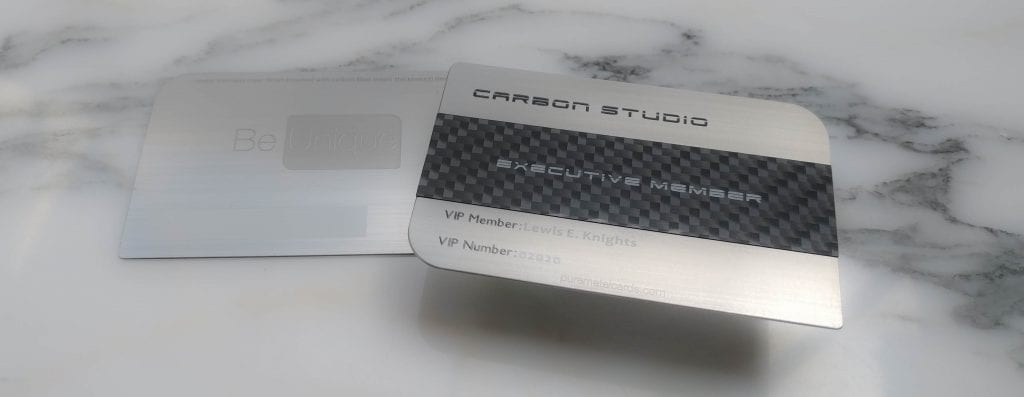 Be Unique
CARBON STUDIO
EXECUTIVE MEMBER
VIP Member: Lewis E. Knights
VIP Number: 02020
puremetalcards.com